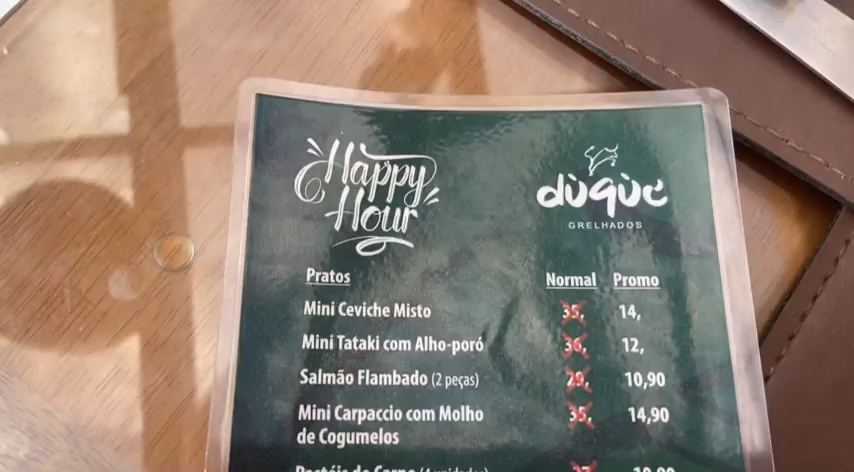 Happy
Hour
dùqùe
GRELHADOS
Pratos Normal Promo
Mini Ceviche Misto 35, 14,
Mini Tataki com Alho-poró 36, 12,
Salmão Flambado (2 peças) 29, 10,90
Mini Carpaccio com Molho 35, 14,90
de Cogumelos